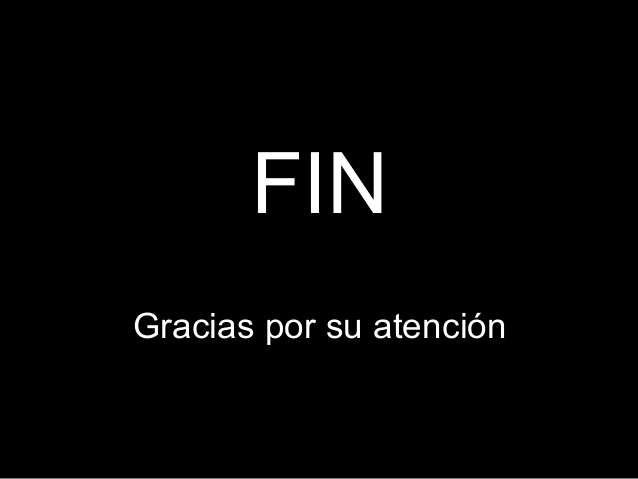 FIN
Gracias por su atención